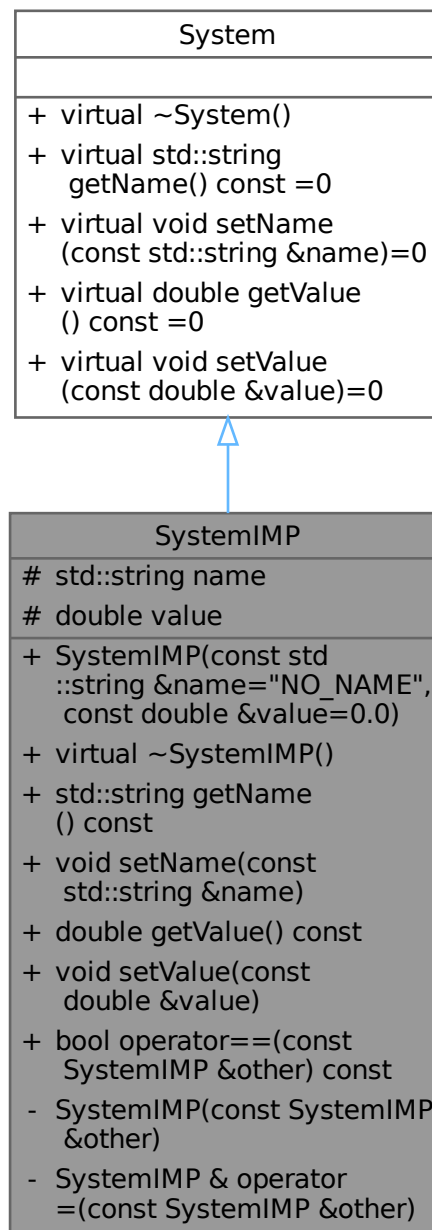 System
+ virtual ~System()
+ virtual std::string
getName() const =0
+ virtual void setName
(const std::string &name)=0
+ virtual double getValue
() const =0
+ virtual void setValue
(const double &value)=0
SystemIMP
# std::string name
# double value
+ SystemIMP(const std
::string &name="NO_NAME",
const double &value=0.0)
+ virtual ~SystemIMP()
+ std::string getName
() const
+ void setName(const
std::string &name)
+ double getValue() const
+ void setValue(const
double &value)
+ bool operator==(const
SystemIMP &other) const
- SystemIMP(const SystemIMP
&other)
- SystemIMP & operator
=(const SystemIMP &other)